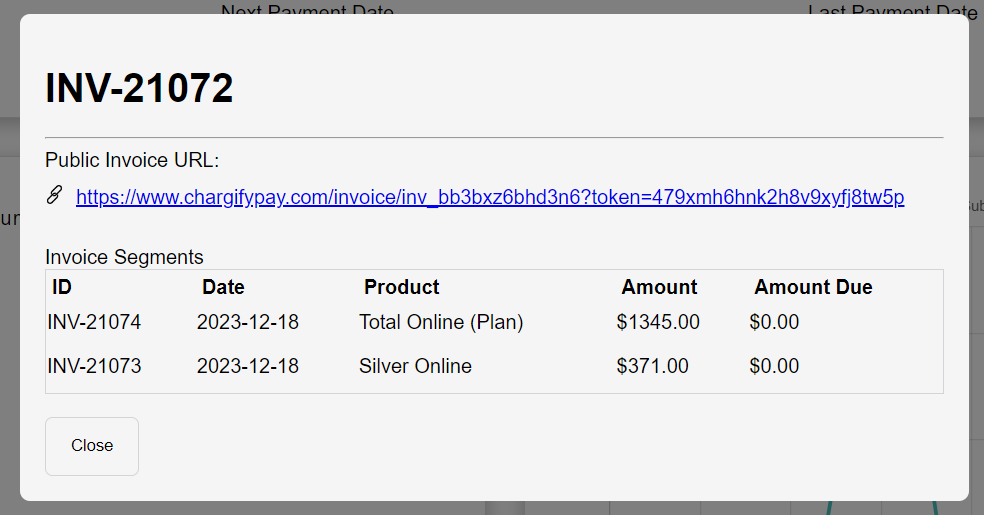 Next Payment Date Last Payment Date
INV-21072
Public Invoice URL:
https://www.chargifypay.com/invoice/inv_bb3bxz6bhd3n6?token=479xmh6hnk2h8v9xyfj8tw5p
Invoice Segments
ID Date Product Amount Amount Due
INV-21074 2023-12-18 Total Online (Plan) $1345.00 $0.00
INV-21073 2023-12-18 Silver Online $371.00 $0.00
Close